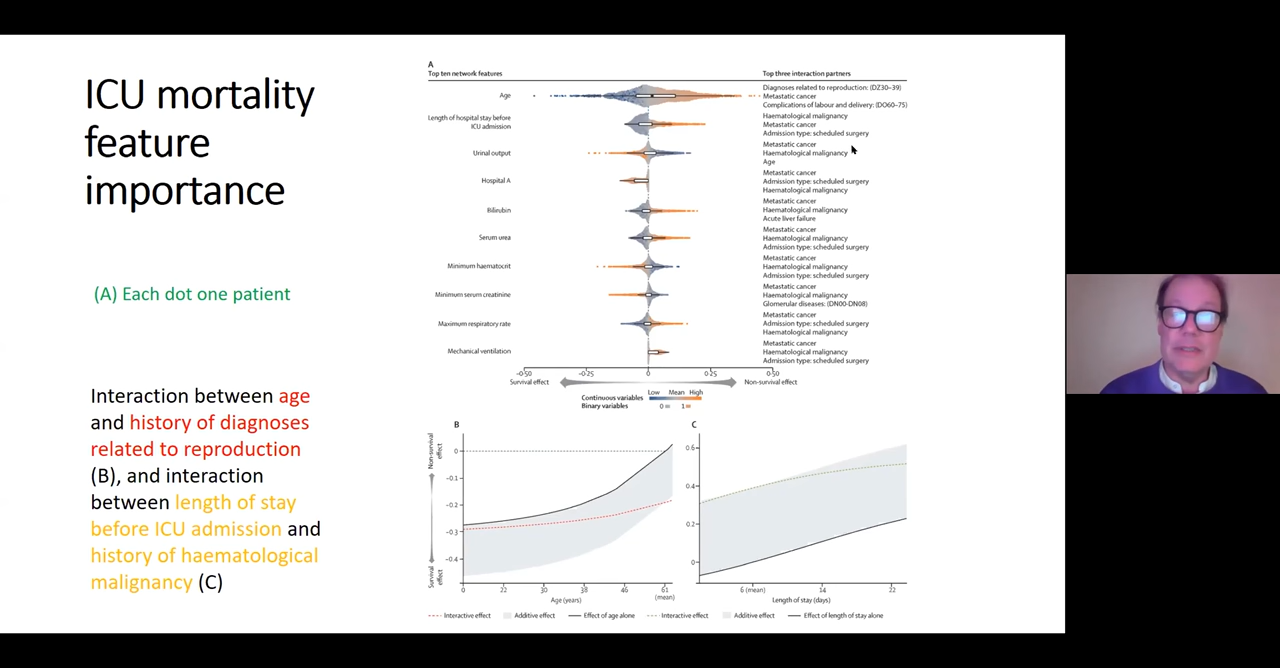 ICU mortality
feature
importance
(A) Each dot one patient
Interaction between age
and history of diagnoses
related to reproduction
(B), and interaction
between length of stay
before ICU admission and
history of haematological
malignancy (C)
A
Top ten network features
Top three interaction partners
Age
Diagnoses related to reproduction: (DZ30–39)
Metastatic cancer
Complications of labour and delivery: (DO60–75)
Length of hospital stay before
ICU admission
Haematological malignancy
Metastatic cancer
Admission type: scheduled surgery
Urinal output
Metastatic cancer
Haematological malignancy
Age
Hospital A
Metastatic cancer
Admission type: scheduled surgery
Haematological malignancy
Bilirubin
Metastatic cancer
Haematological malignancy
Acute liver failure
Serum urea
Metastatic cancer
Haematological malignancy
Admission type: scheduled surgery
Minimum haematocrit
Metastatic cancer
Haematological malignancy
Admission type: scheduled surgery
Minimum serum creatinine
Metastatic cancer
Haematological malignancy
Glomerular diseases: (DN00-DN08)
Maximum respiratory rate
Metastatic cancer
Admission type: scheduled surgery
Haematological malignancy
Mechanical ventilation
Metastatic cancer
Haematological malignancy
Admission type: scheduled surgery
-0·50 -0·25 0 0·25 0·50
Survival effect
Non-survival effect
Low Mean High
Continuous variables
Binary variables
0 1
B
Non-survival
effect
Survival
effect
0
-0·1
-0·2
-0·3
-0·4
0 22 30 38 46 61
(mean)
Age (years)
Interactive effect Additive effect Effect of age alone
C
0·6
0·4
0·2
0
6 (mean) 14 22
Length of stay (days)
Interactive effect Additive effect Effect of length of stay alone